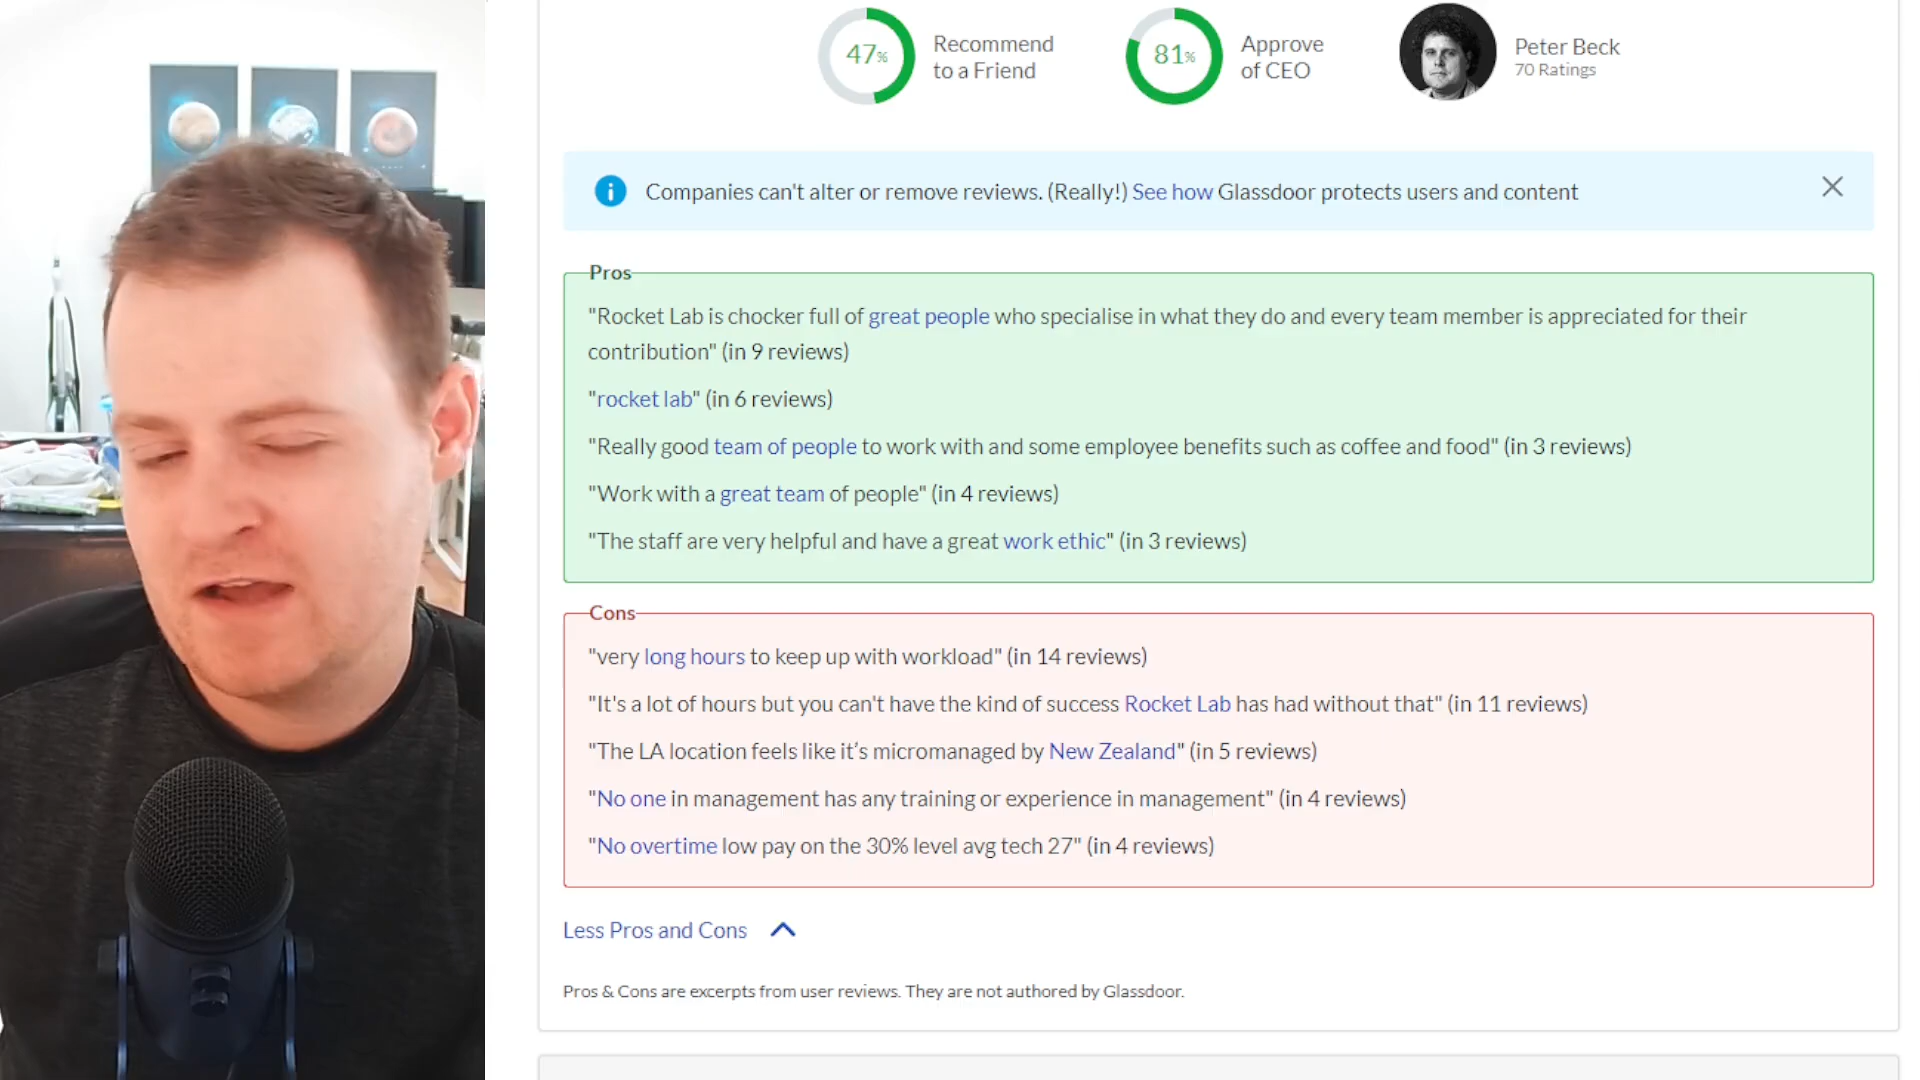 47%
Recommend
to a Friend
81%
Approve
of CEO
Peter Beck
70 Ratings
Companies can't alter or remove reviews. (Really!) See how Glassdoor protects users and content
Pros
"Rocket Lab is chocker full of great people who specialise in what they do and every team member is appreciated for their
contribution" (in 9 reviews)
"rocket lab" (in 6 reviews)
"Really good team of people to work with and some employee benefits such as coffee and food" (in 3 reviews)
"Work with a great team of people" (in 4 reviews)
"The staff are very helpful and have a great work ethic" (in 3 reviews)
Cons
"very long hours to keep up with workload" (in 14 reviews)
"It's a lot of hours but you can't have the kind of success Rocket Lab has had without that" (in 11 reviews)
"The LA location feels like it’s micromanaged by New Zealand" (in 5 reviews)
"No one in management has any training or experience in management" (in 4 reviews)
"No overtime low pay on the 30% level avg tech 27" (in 4 reviews)
Less Pros and Cons
Pros & Cons are excerpts from user reviews. They are not authored by Glassdoor.